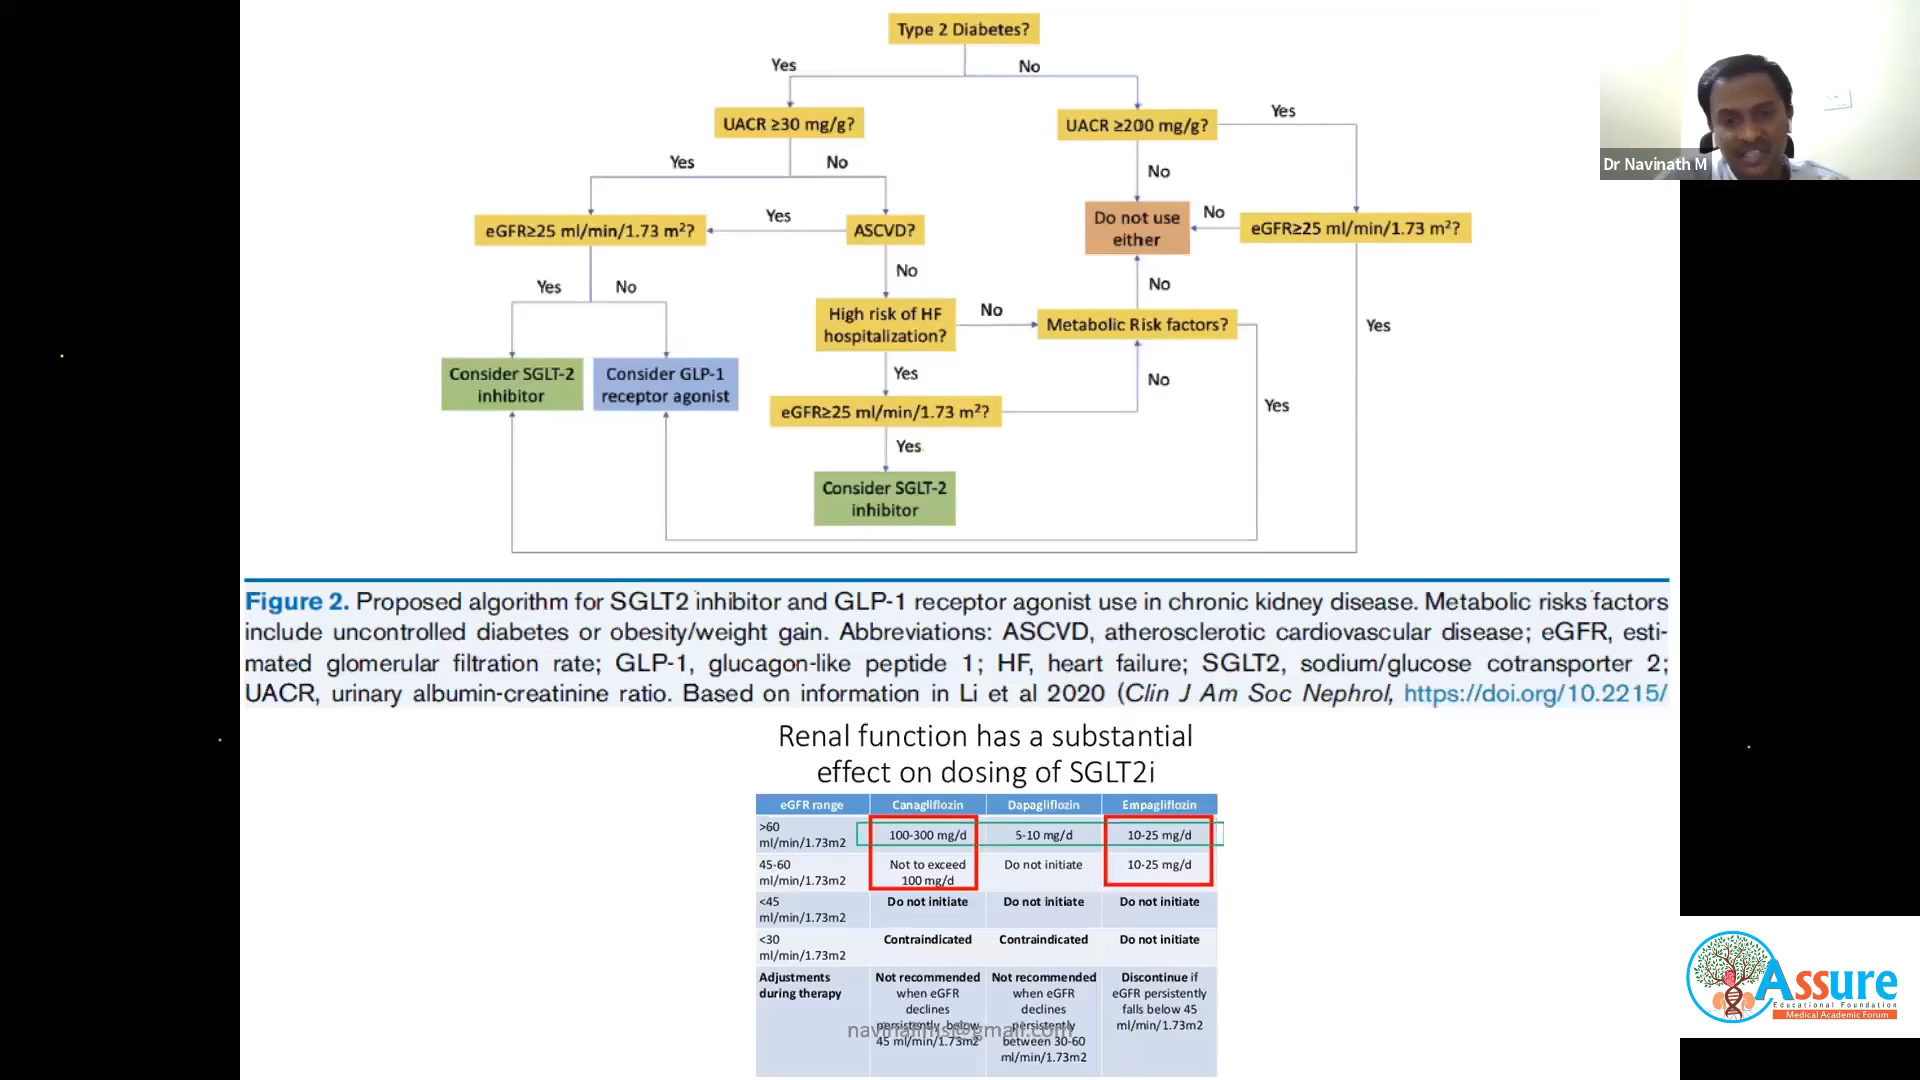 Type 2 Diabetes?
Yes
No
UACR ≥30 mg/g?
UACR ≥200 mg/g?
Yes
Yes
No
No
eGFR≥25 ml/min/1.73 m²?
Yes
ASCVD?
Do not use
either
No
eGFR≥25 ml/min/1.73 m²?
Yes
No
No
No
High risk of HF
hospitalization?
No
Metabolic Risk factors?
Yes
Consider SGLT-2
inhibitor
Consider GLP-1
receptor agonist
Yes
No
Yes
eGFR≥25 ml/min/1.73 m²?
Yes
Consider SGLT-2
inhibitor
Dr Navinath M
Figure 2. Proposed algorithm for SGLT2 inhibitor and GLP-1 receptor agonist use in chronic kidney disease. Metabolic risks factors
include uncontrolled diabetes or obesity/weight gain. Abbreviations: ASCVD, atherosclerotic cardiovascular disease; eGFR, esti-
mated glomerular filtration rate; GLP-1, glucagon-like peptide 1; HF, heart failure; SGLT2, sodium/glucose cotransporter 2;
UACR, urinary albumin-creatinine ratio. Based on information in Li et al 2020 (Clin J Am Soc Nephrol, https://doi.org/10.2215/
Renal function has a substantial
effect on dosing of SGLT2i
eGFR range Canagliflozin Dapagliflozin Empagliflozin
>60
ml/min/1.73m2
100-300 mg/d
5-10 mg/d
10-25 mg/d
45-60
ml/min/1.73m2
Not to exceed
100 mg/d
Do not initiate
10-25 mg/d
<45
ml/min/1.73m2
Do not initiate
Do not initiate
Do not initiate
<30
ml/min/1.73m2
Contraindicated
Contraindicated
Do not initiate
Adjustments
during therapy
Not recommended
when eGFR
declines
persistently below
45 ml/min/1.73m2
Not recommended
when eGFR
declines
persistently
between 30-60
ml/min/1.73m2
Discontinue if
eGFR persistently
falls below 45
ml/min/1.73m2
Assure
Educational Foundation
Medical Academic Forum